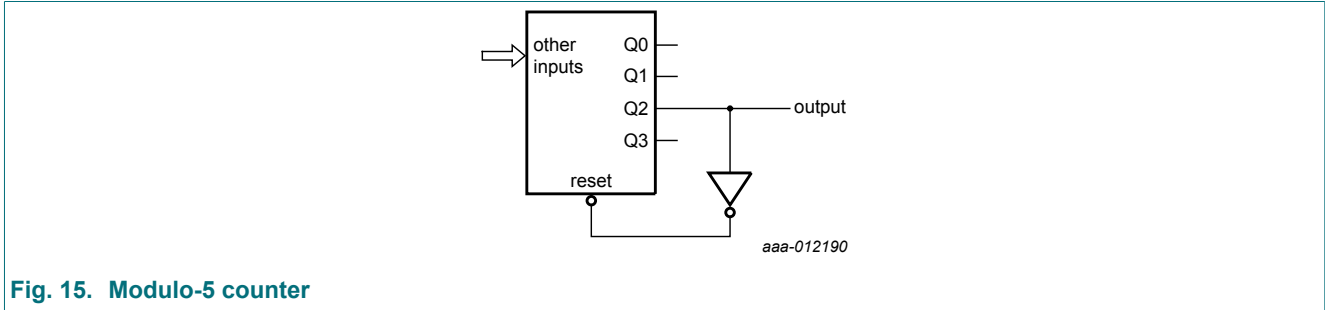 other
inputs
Q0
Q1
Q2
Q3
output
reset
aaa-012190
Fig. 15. Modulo-5 counter